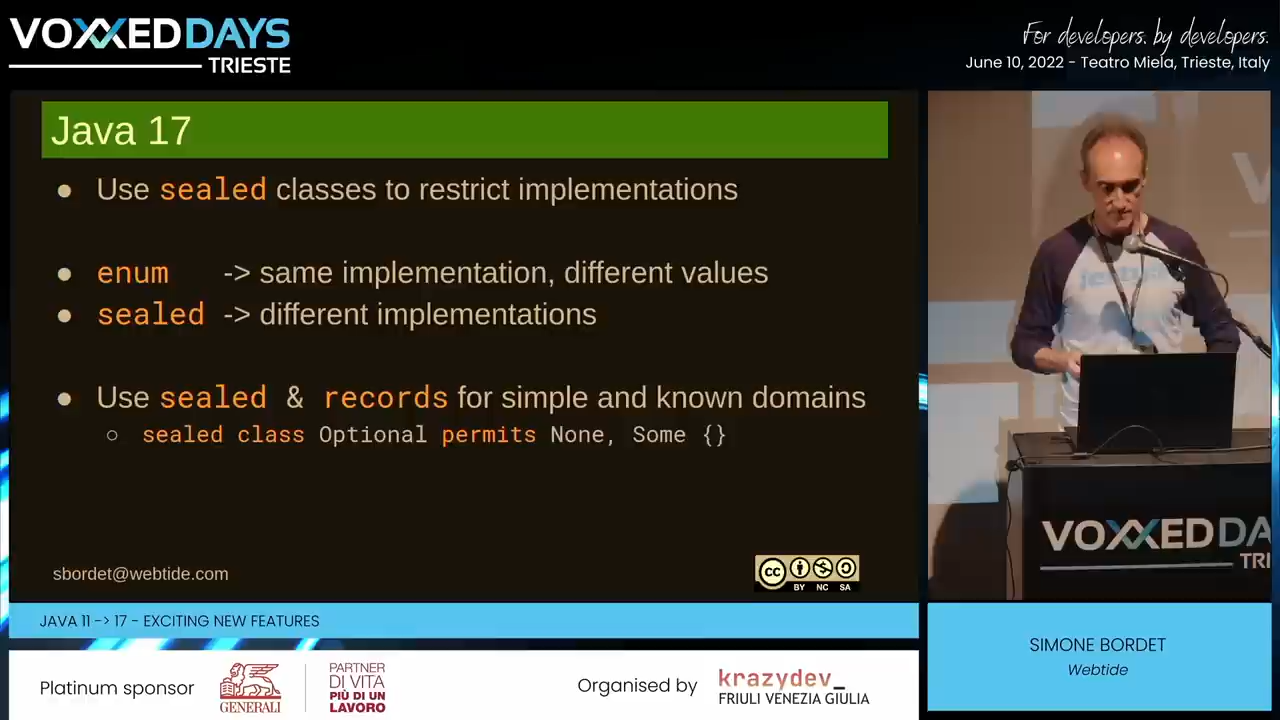 VOXXED DAYS
TRIESTE
For developers, by developers.
June 10, 2022 - Teatro Miela, Trieste, Italy
Java 17
● Use sealed classes to restrict implementations
● enum -> same implementation, different values
● sealed -> different implementations
● Use sealed & records for simple and known domains
○ sealed class Optional permits None, Some {}
sbordet@webtide.com
CC BY NC SA
JAVA 11 -> 17 - EXCITING NEW FEATURES
VOXXED DA
TRI
SIMONE BORDET
Webtide
Platinum sponsor
GENERALI
PARTNER
DI VITA
PIÙ DI UN
LAVORO
Organised by
krazydev_
FRIULI VENEZIA GIULIA